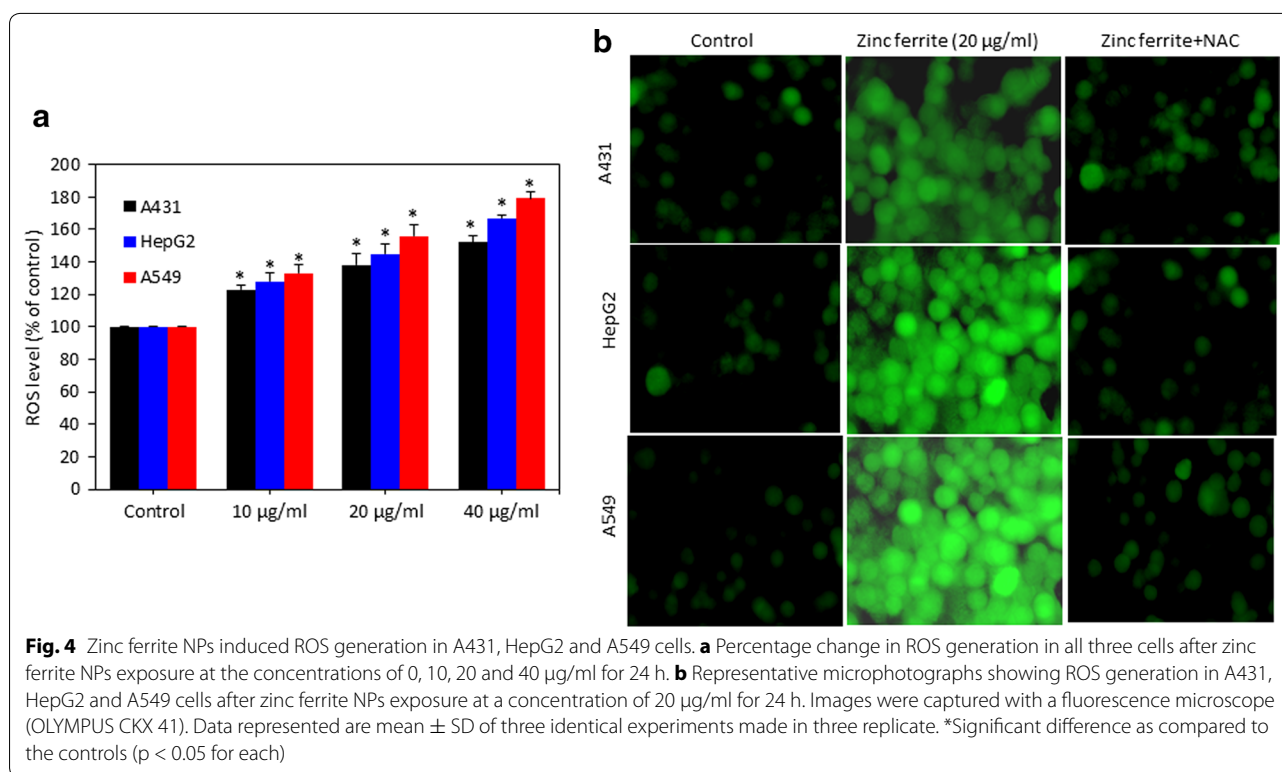 a
ROS level (% of control)
200
180
160
140
120
100
80
60
40
20
0
A431
HepG2
A549
* * *
* * *
* * *
Control 10 µg/ml 20 µg/ml 40 µg/ml
b
Control Zinc ferrite (20 µg/ml) Zinc ferrite+NAC
A431
HepG2
A549
Fig. 4 Zinc ferrite NPs induced ROS generation in A431, HepG2 and A549 cells. a Percentage change in ROS generation in all three cells after zinc
ferrite NPs exposure at the concentrations of 0, 10, 20 and 40 µg/ml for 24 h. b Representative microphotographs showing ROS generation in A431,
HepG2 and A549 cells after zinc ferrite NPs exposure at a concentration of 20 µg/ml for 24 h. Images were captured with a fluorescence microscope
(OLYMPUS CKX 41). Data represented are mean ± SD of three identical experiments made in three replicate. *Significant difference as compared to
the controls (p < 0.05 for each)